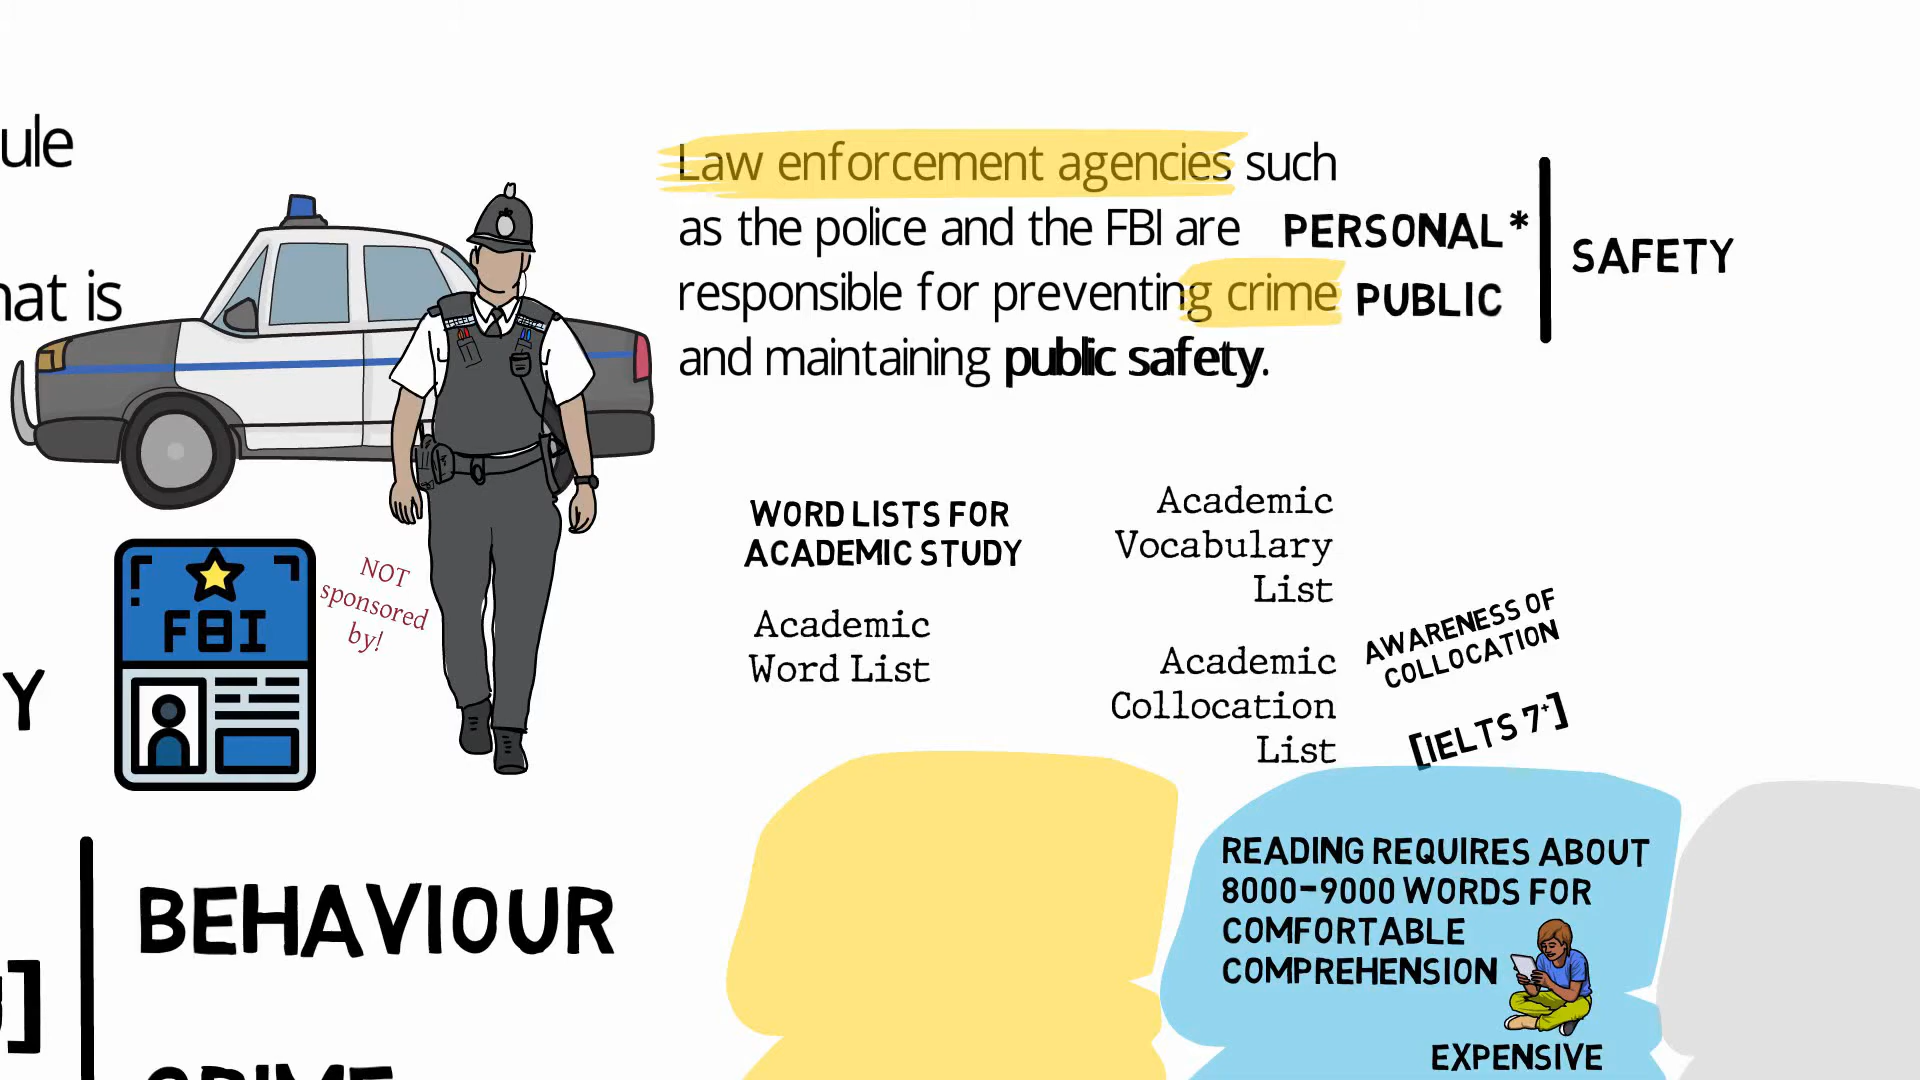 ule
hat is
Law enforcement agencies such
as the police and the FBI are
responsible for preventing crime
and maintaining public safety.
PERSONAL*
PUBLIC
SAFETY
FBI
NOT
sponsored
by!
WORD LISTS FOR
ACADEMIC STUDY
Academic
Word List
Academic
Vocabulary
List
Academic
Collocation
List
AWARENESS OF
COLLOCATION
[IELTS 7+]
Y
]
BEHAVIOUR
CRIME
READING REQUIRES ABOUT
8000-9000 WORDS FOR
COMFORTABLE
COMPREHENSION
EXPENSIVE